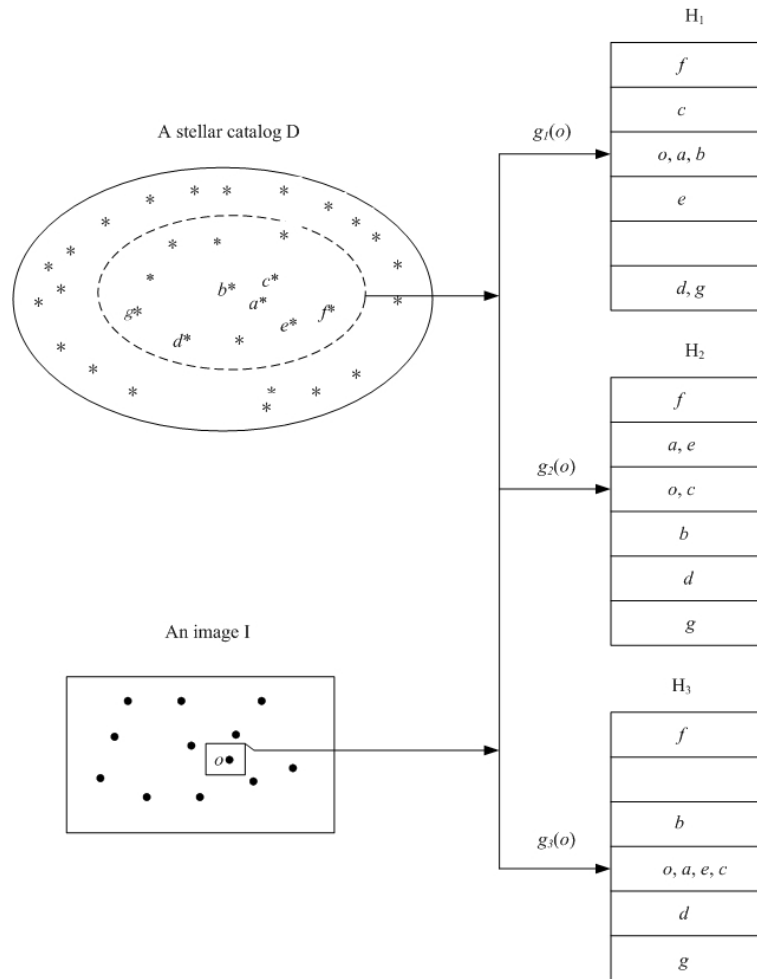 A stellar catalog D
b*
c*
a*
g*
e*
f*
d*
An image I
o
g₁(o)
H₁
f
c
o, a, b
e
d, g
g₂(o)
H₂
f
a, e
o, c
b
d
g
g₃(o)
H₃
f
b
o, a, e, c
d
g